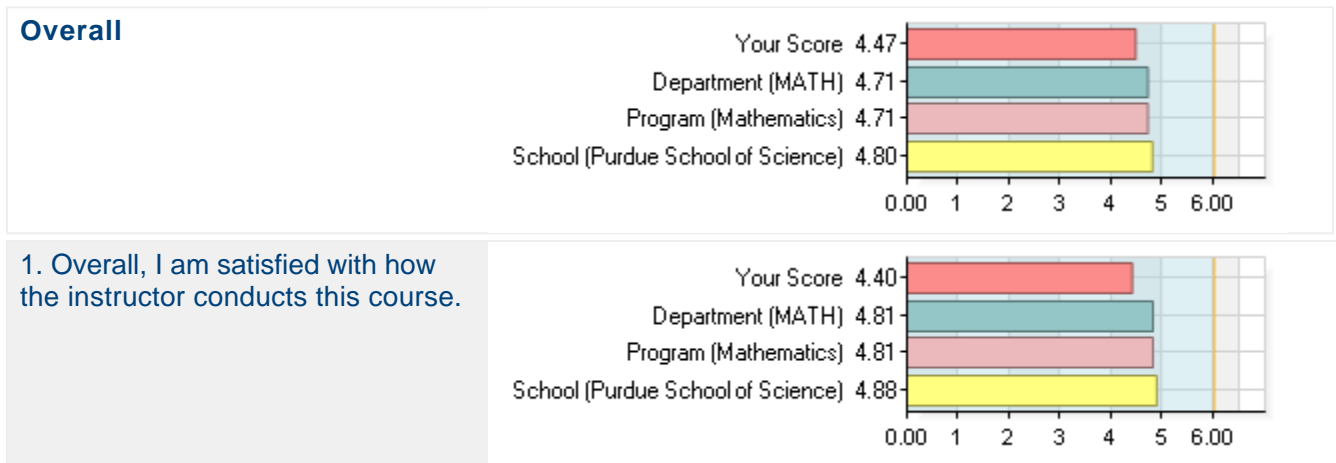 Overall
Your Score 4.47
Department (MATH) 4.71
Program (Mathematics) 4.71
School (Purdue School of Science) 4.80
0.00 1 2 3 4 5 6.00
1. Overall, I am satisfied with how
the instructor conducts this course.
Your Score 4.40
Department (MATH) 4.81
Program (Mathematics) 4.81
School (Purdue School of Science) 4.88
0.00 1 2 3 4 5 6.00